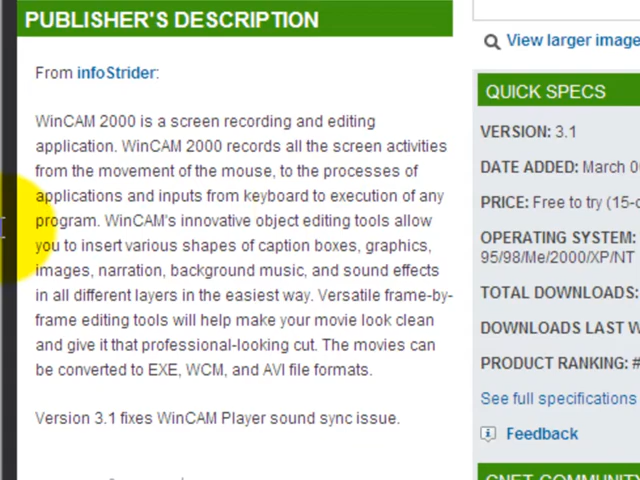 PUBLISHER'S DESCRIPTION
From infoStrider:
WinCAM 2000 is a screen recording and editing
application. WinCAM 2000 records all the screen activities
from the movement of the mouse, to the processes of
applications and inputs from keyboard to execution of any
program. WinCAM's innovative object editing tools allow
you to insert various shapes of caption boxes, graphics,
images, narration, background music, and sound effects
in all different layers in the easiest way. Versatile frame-by-
frame editing tools will help make your movie look clean
and give it that professional-looking cut. The movies can
be converted to EXE, WCM, and AVI file formats.
Version 3.1 fixes WinCAM Player sound sync issue.
View larger image
QUICK SPECS
VERSION: 3.1
DATE ADDED: March 0
PRICE: Free to try (15-
OPERATING SYSTEM:
95/98/Me/2000/XP/NT
TOTAL DOWNLOADS:
DOWNLOADS LAST W
PRODUCT RANKING: #
See full specifications
Feedback
CNET COMMUNITY